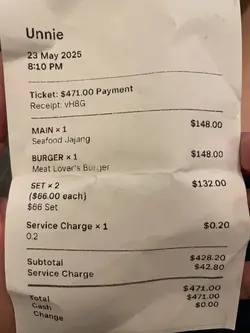 Unnie
23 May 2025
8:10 PM
Ticket: $471.00 Payment
Receipt: vH8G
MAIN × 1 $148.00
Seafood Jajang
BURGER × 1 $148.00
Meat Lover's Burger
SET × 2 $132.00
($66.00 each)
$66 Set
Service Charge × 1 $0.20
0.2
Subtotal $428.20
Service Charge $42.80
Total $471.00
Cash $471.00
Change $0.00